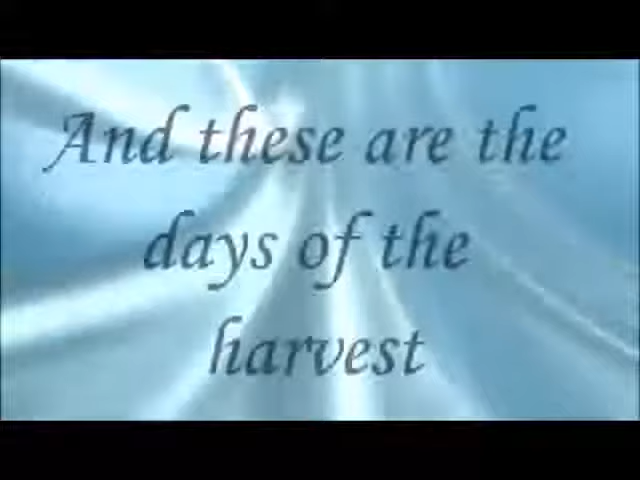 And these are the
days of the
harvest